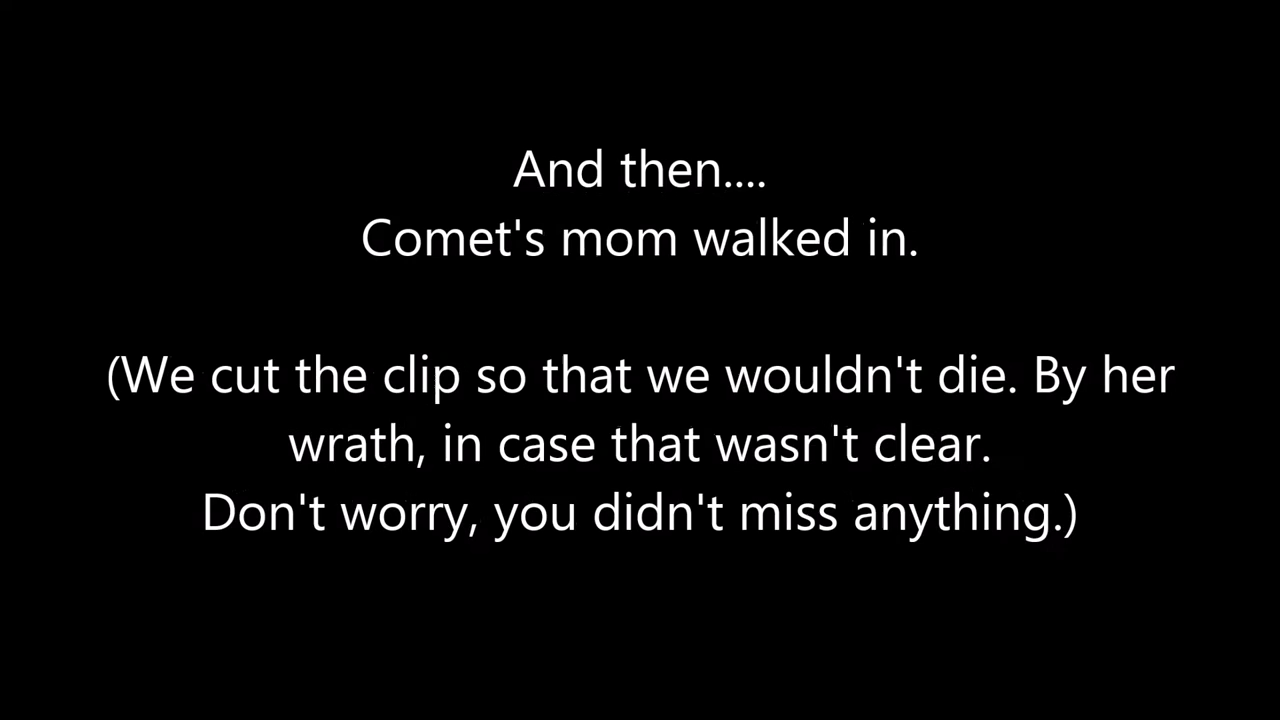 And then....
Comet's mom walked in.
(We cut the clip so that we wouldn't die. By her
wrath, in case that wasn't clear.
Don't worry, you didn't miss anything.)